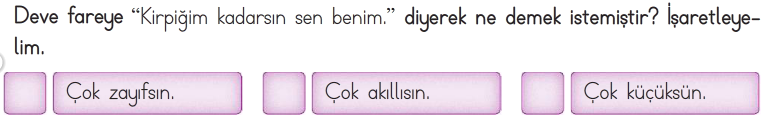 Deve fareye “Kirpiğim kadarsın sen benim.” diyerek ne demek istemiştir? İşaretleye-
lim.
Çok zayıfsın. Çok akıllısın. Çok küçüksün.